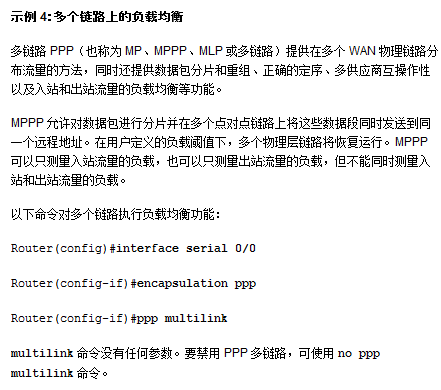 示例 4:多个链路上的负载均衡
多链路 PPP（也称为 MP、MPPP、MLP 或多链路）提供在多个 WAN 物理链路分
布流量的方法，同时还提供数据包分片和重组、正确的定序、多供应商互操作性
以及入站和出站流量的负载均衡等功能。
MPPP 允许对数据包进行分片并在多个点对点链路上将这些数据段同时发送到同
一个远程地址。在用户定义的负载阈值下，多个物理层链路将恢复运行。MPPP
可以只测量入站流量的负载，也可以只测量出站流量的负载，但不能同时测量入
站和出站流量的负载。
以下命令对多个链路执行负载均衡功能：
Router(config)#interface serial 0/0
Router(config-if)#encapsulation ppp
Router(config-if)#ppp multilink
multilink 命令没有任何参数。要禁用 PPP 多链路，可使用 no ppp
multilink 命令。